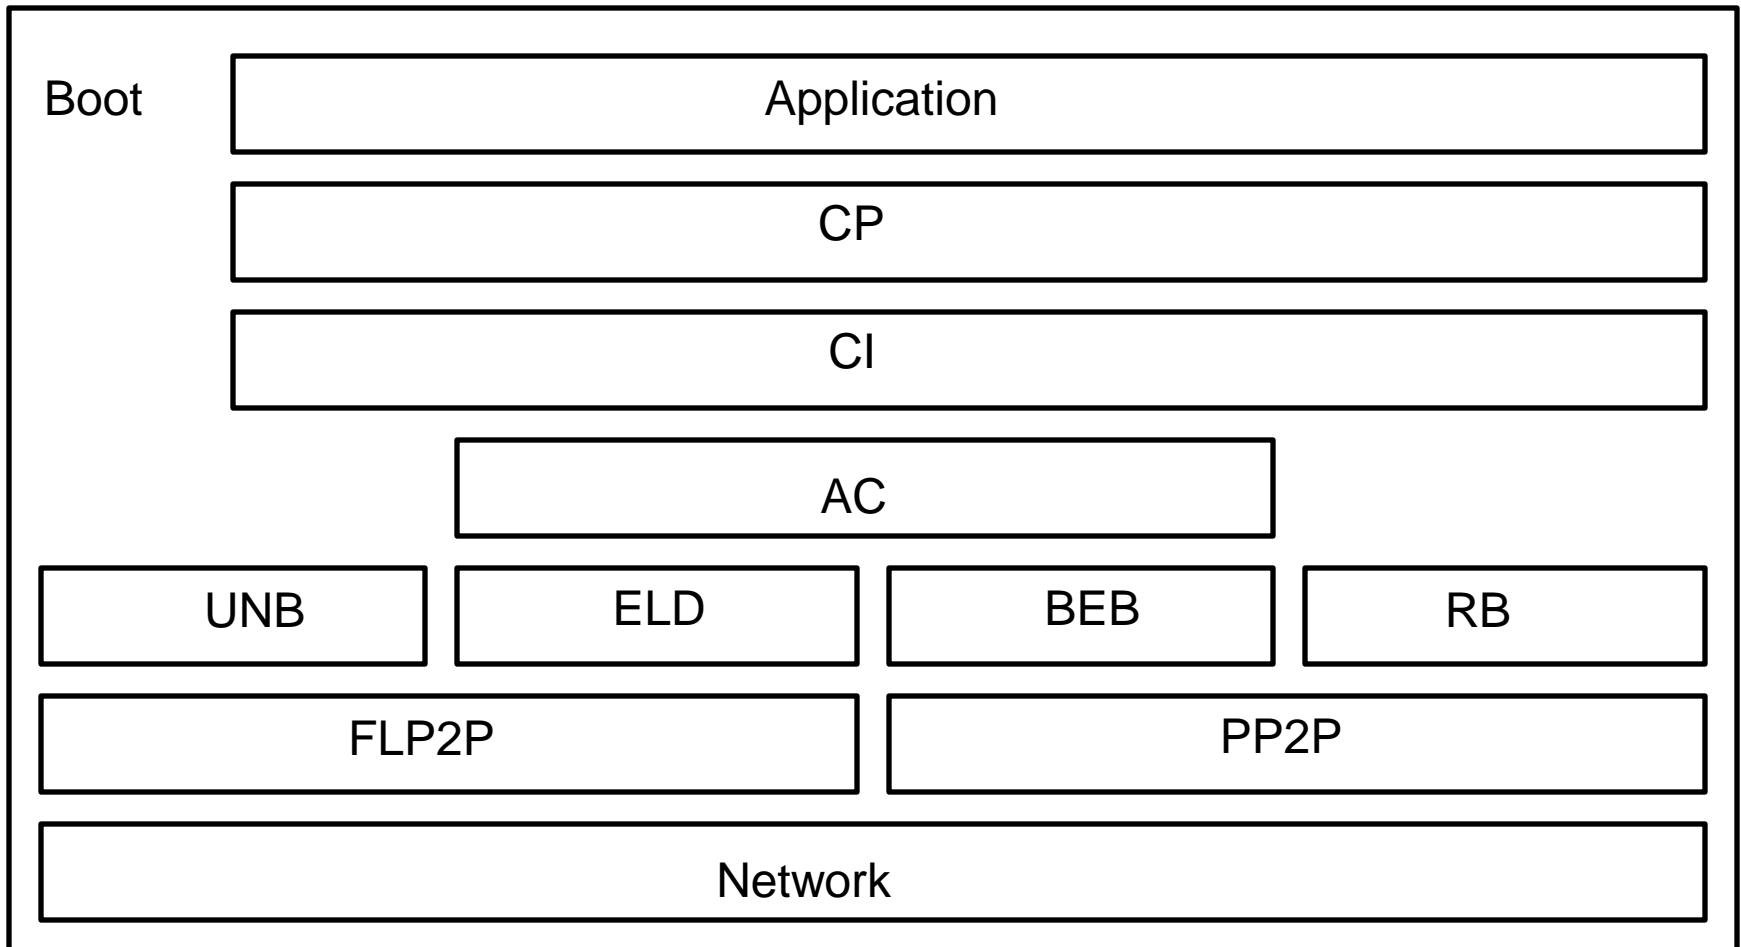 Boot
Application
CP
CI
AC
UNB
ELD
BEB
RB
FLP2P
PP2P
Network